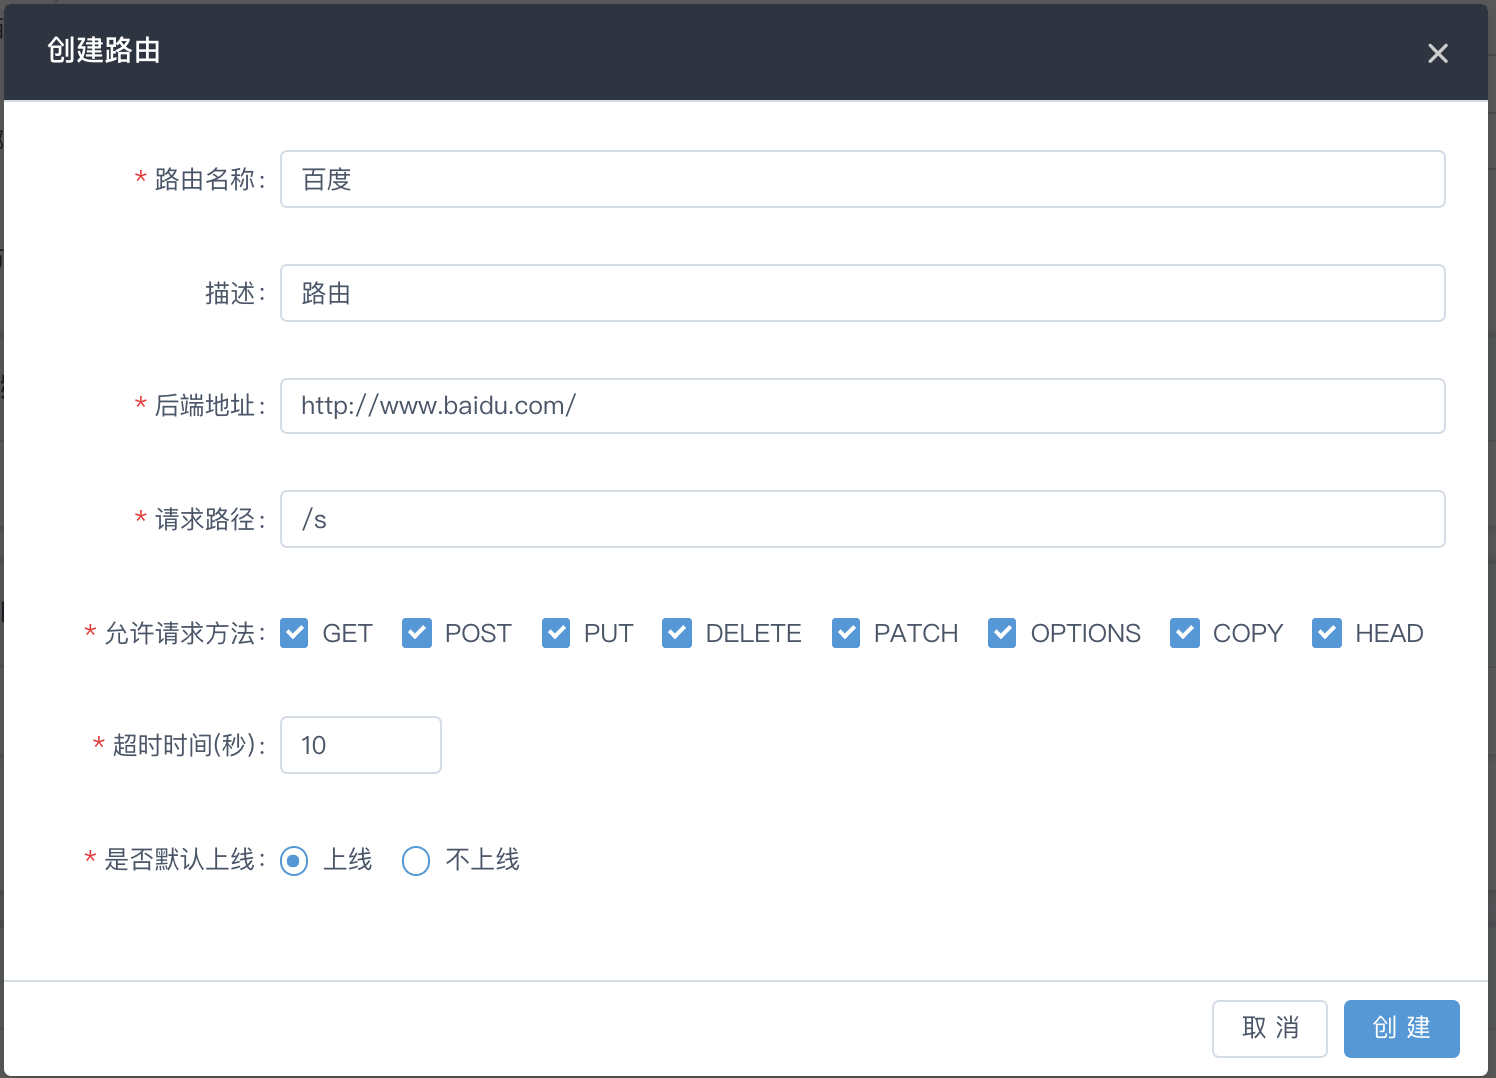 创建路由
* 路由名称: 百度
描述: 路由
* 后端地址: http://www.baidu.com/
* 请求路径: /s
* 允许请求方法: GET POST PUT DELETE PATCH OPTIONS COPY HEAD
* 超时时间(秒): 10
* 是否默认上线: 上线 不上线
取 消 创 建